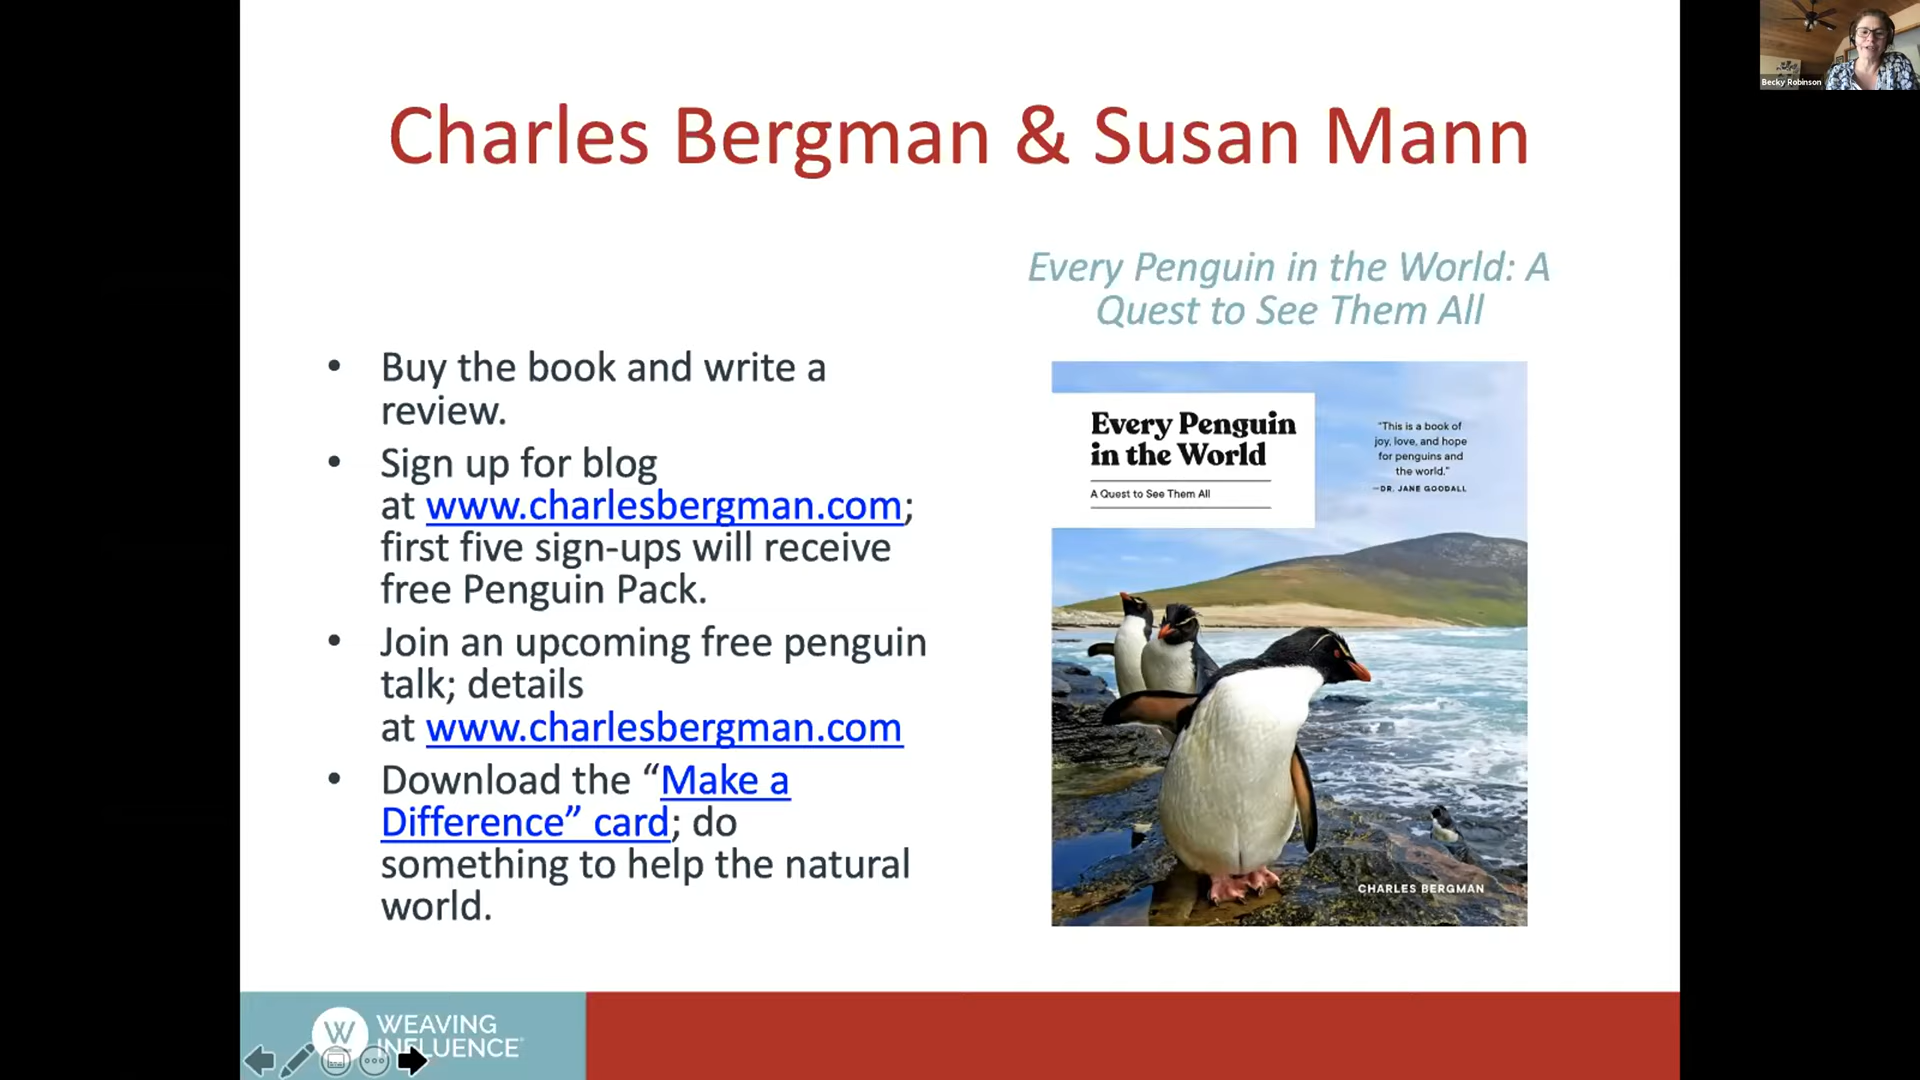 Becky Robinson
Charles Bergman & Susan Mann
Every Penguin in the World: A
Quest to See Them All
• Buy the book and write a
review.
• Sign up for blog
at www.charlesbergman.com;
first five sign-ups will receive
free Penguin Pack.
• Join an upcoming free penguin
talk; details
at www.charlesbergman.com
• Download the “Make a
Difference” card; do
something to help the natural
world.
Every Penguin
in the World
A Quest to See Them All
“This is a book of
joy, love, and hope
for penguins and
the world.”
—DR. JANE GOODALL
CHARLES BERGMAN
W
WEAVING
INFLUENCE